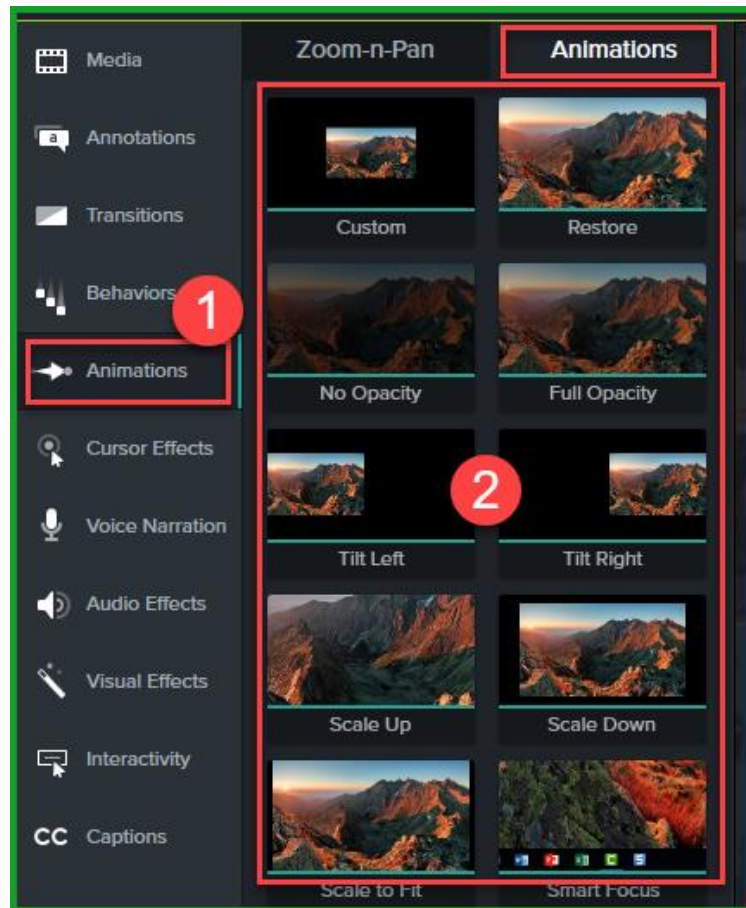 Media
Annotations
Transitions
Behaviors
1
Animations
Cursor Effects
Voice Narration
Audio Effects
Visual Effects
Interactivity
CC Captions
Zoom-n-Pan Animations
Custom Restore
No Opacity Full Opacity
2
Tilt Left Tilt Right
Scale Up Scale Down
Scale to Fit Smart Focus